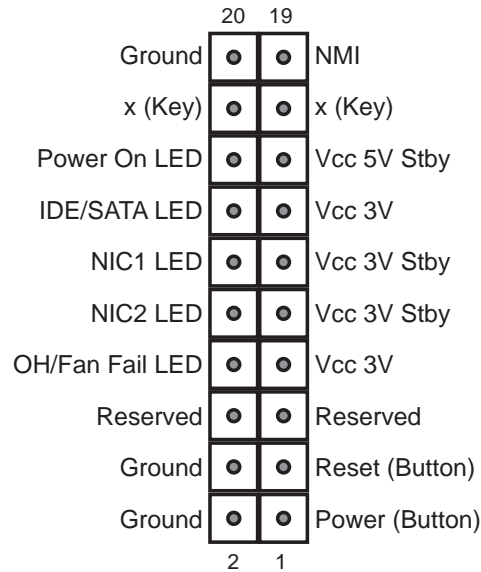 20 19
Ground NMI
x (Key) x (Key)
Power On LED Vcc 5V Stby
IDE/SATA LED Vcc 3V
NIC1 LED Vcc 3V Stby
NIC2 LED Vcc 3V Stby
OH/Fan Fail LED Vcc 3V
Reserved Reserved
Ground Reset (Button)
Ground Power (Button)
2 1